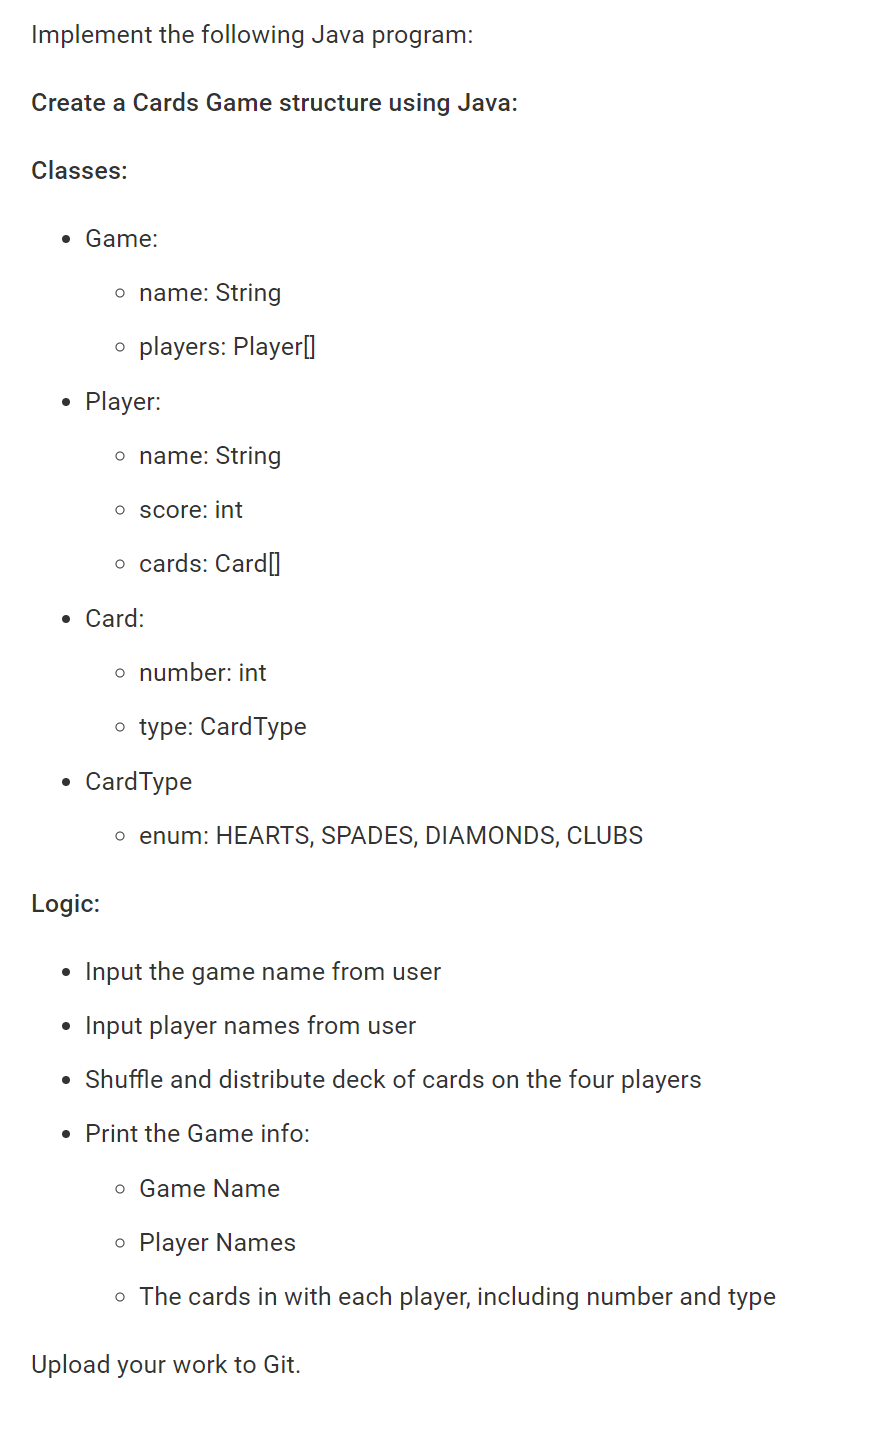 Implement the following Java program:
Create a Cards Game structure using Java:
Classes:
Game:
name: String
players: Player[]
Player:
name: String
score: int
cards: Card[]
Card:
number: int
type: CardType
CardType
enum: HEARTS, SPADES, DIAMONDS, CLUBS
Logic:
Input the game name from user
Input player names from user
Shuffle and distribute deck of cards on the four players
Print the Game info:
Game Name
Player Names
The cards in with each player, including number and type
Upload your work to Git.